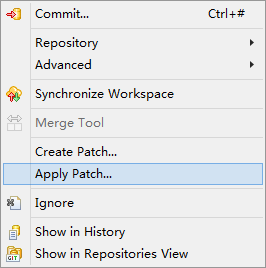 Commit... Ctrl+#
Repository
Advanced
Synchronize Workspace
Merge Tool
Create Patch...
Apply Patch...
Ignore
Show in History
GIT Show in Repositories View